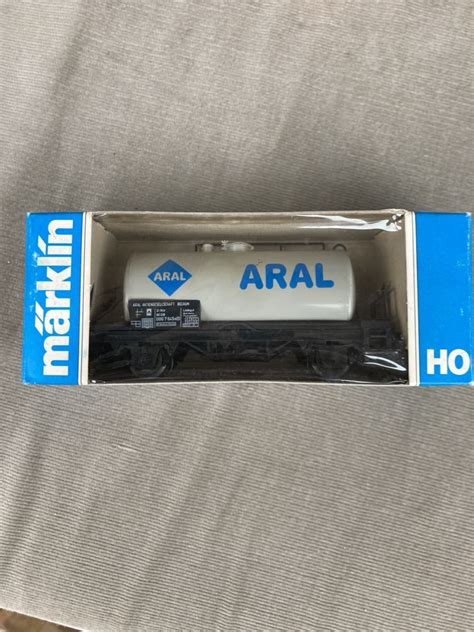 märklin
ARAL
ARAL
ARAL AKTIENGESELLSCHAFT BOCHUM
HO